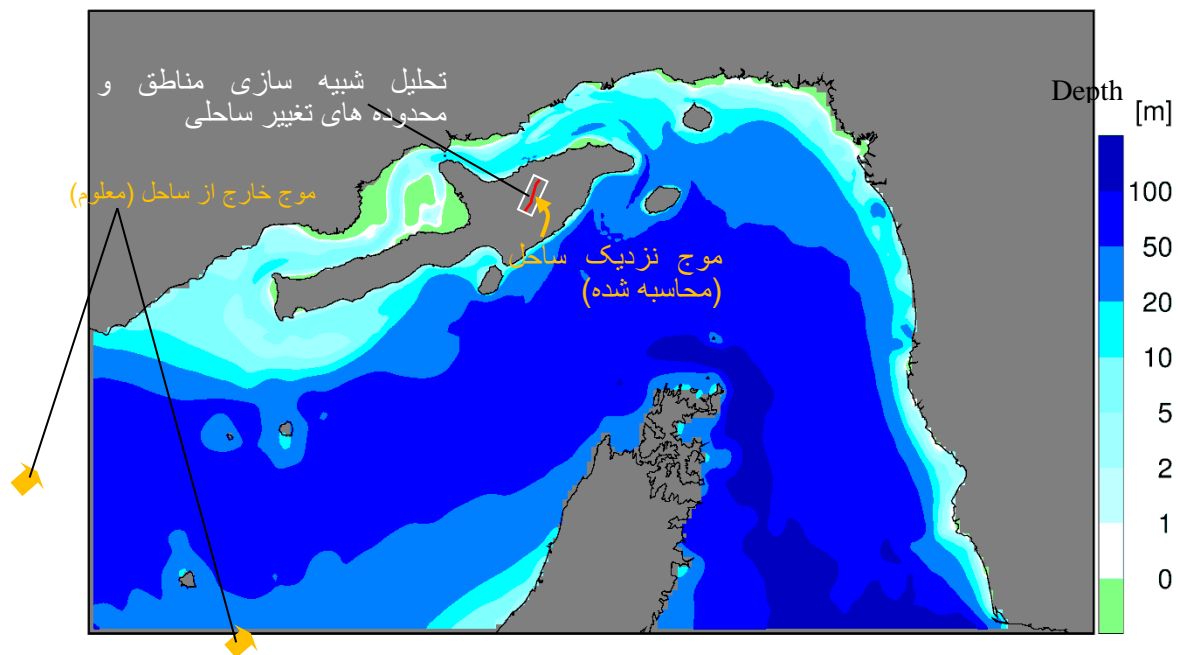 تحلیل شبیه سازی مناطق و
محدوده های تغییر ساحلی
موج خارج از ساحل (معلوم)
موج نزدیک ساحل
(محاسبه شده)
Depth
[m]
100
50
20
10
5
2
1
0